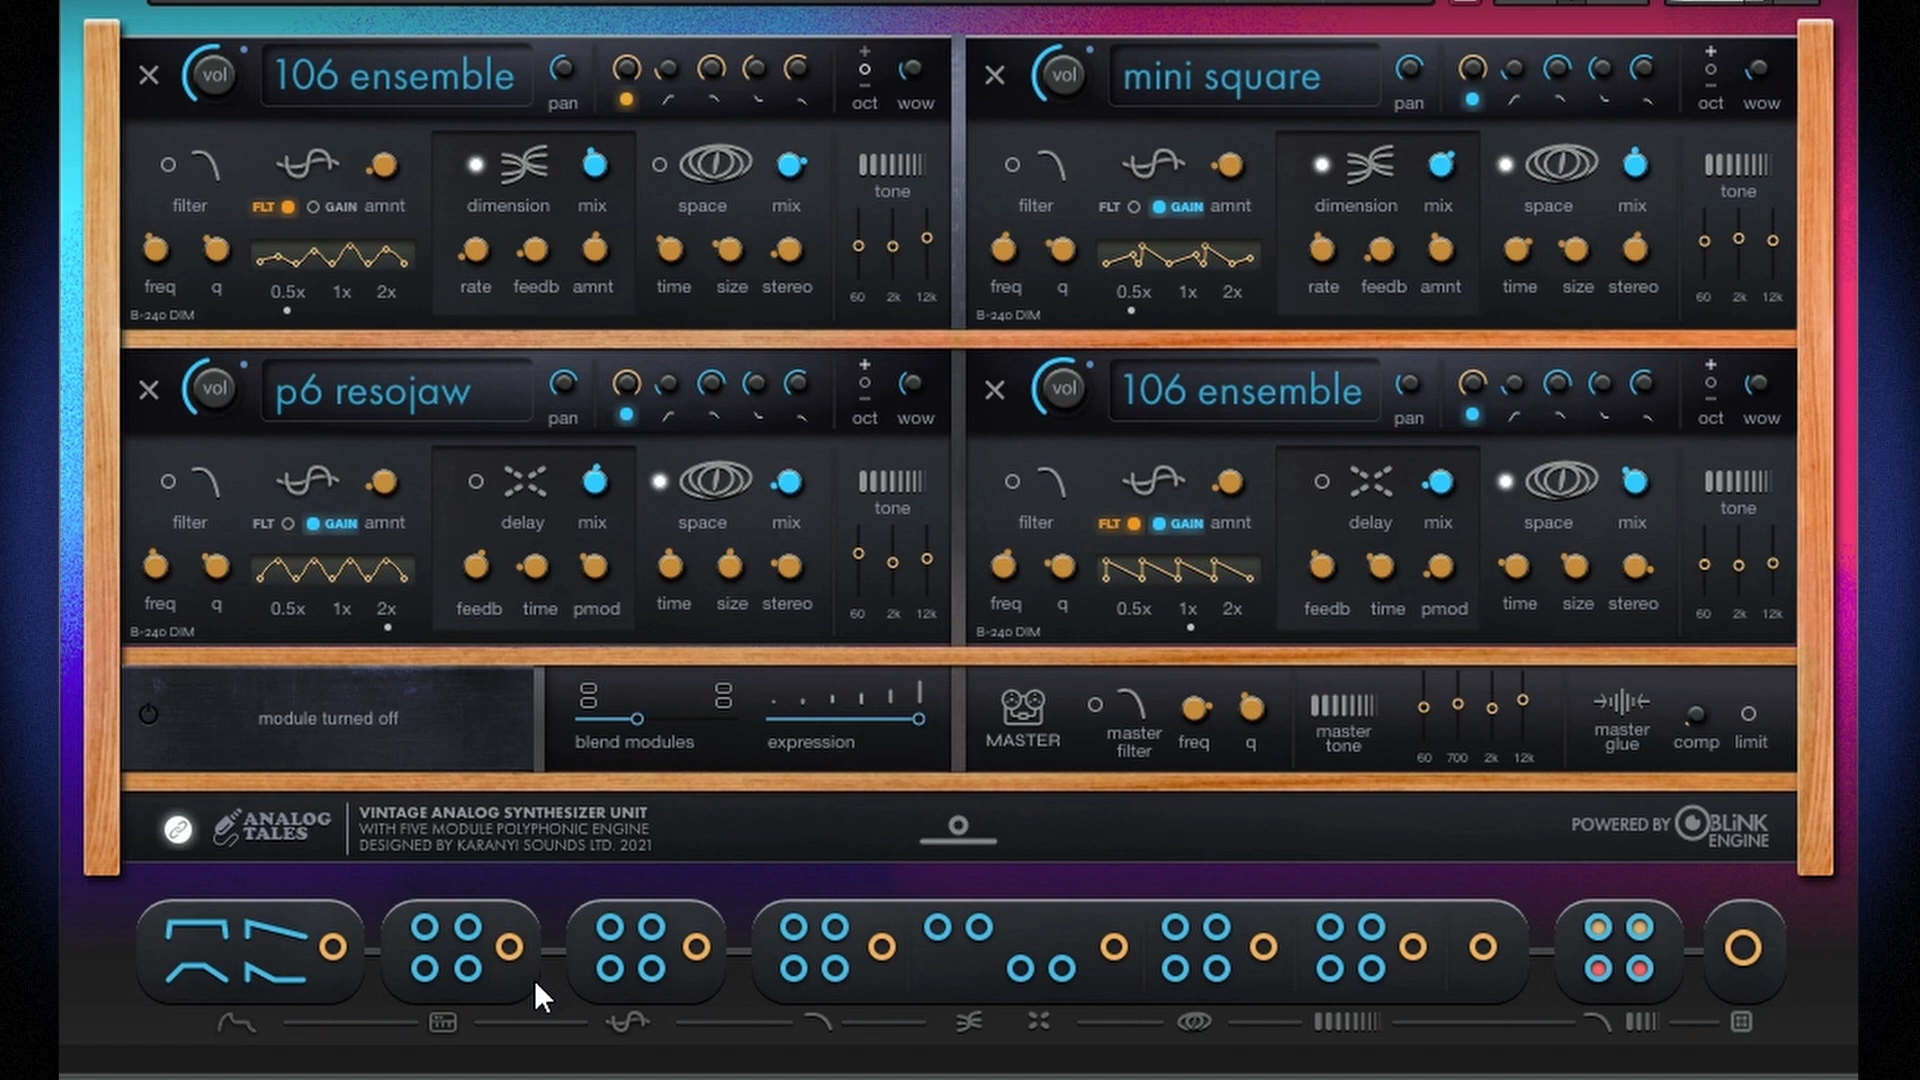 vol 106 ensemble pan + − oct wow
filter FLT GAIN amnt dimension mix space mix tone
freq q 0.5x 1x 2x rate feedb amnt time size stereo 60 2k 12k
B-240 DIM
vol mini square pan + − oct wow
filter FLT GAIN amnt dimension mix space mix tone
freq q 0.5x 1x 2x rate feedb amnt time size stereo 60 2k 12k
B-240 DIM
vol p6 resojaw pan + − oct wow
filter FLT GAIN amnt delay mix space mix tone
freq q 0.5x 1x 2x feedb time pmod time size stereo 60 2k 12k
B-240 DIM
vol 106 ensemble pan + − oct wow
filter FLT GAIN amnt delay mix space mix tone
freq q 0.5x 1x 2x feedb time pmod time size stereo 60 2k 12k
B-240 DIM
module turned off
blend modules expression
MASTER master filter freq q master tone 60 700 2k 12k master glue comp limit
ANALOG
TALES
VINTAGE ANALOG SYNTHESIZER UNIT
WITH FIVE MODULE POLYPHONIC ENGINE
DESIGNED BY KARANYI SOUNDS LTD. 2021
POWERED BY BLiNK
ENGINE